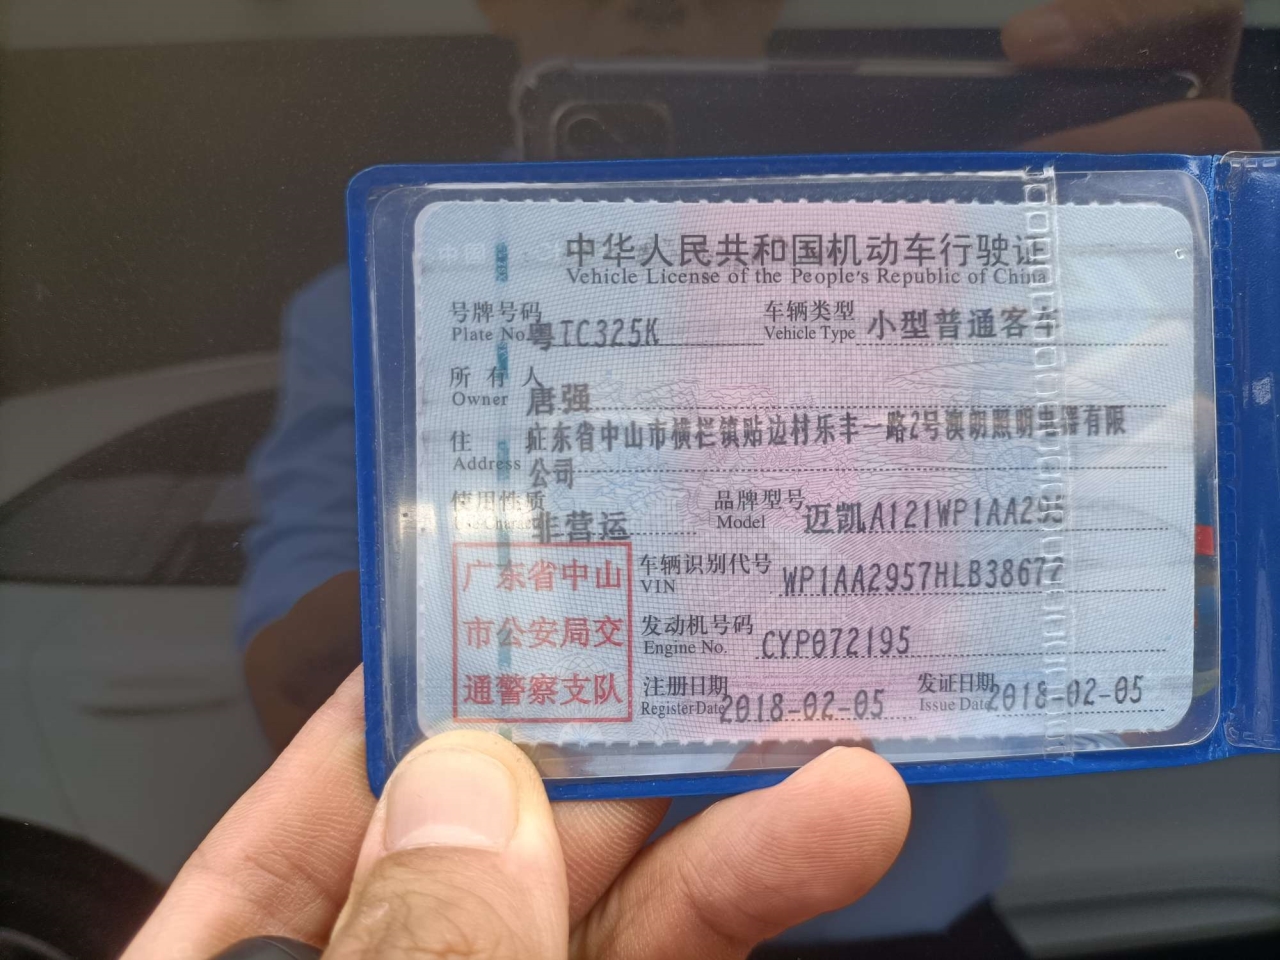 中华人民共和国机动车行驶证
Vehicle License of the People's Republic of China
号牌号码 粤TC325K 车辆类型 小型普通客车
Plate No. Vehicle Type
所有人 唐强
Owner
住址 广东省中山市横栏镇贴边村乐丰一路2号澳朗照明电器有限
Address 公司
使用性质 非营运 品牌型号 迈凯A121WP1AA295
Use Character Model
广东省中山 车辆识别代号 WP1AA2957HLB38677
VIN
市公安局交 发动机号码 CYP072195
Engine No.
通警察支队 注册日期 2018-02-05 发证日期 2018-02-05
Register Date Issue Date